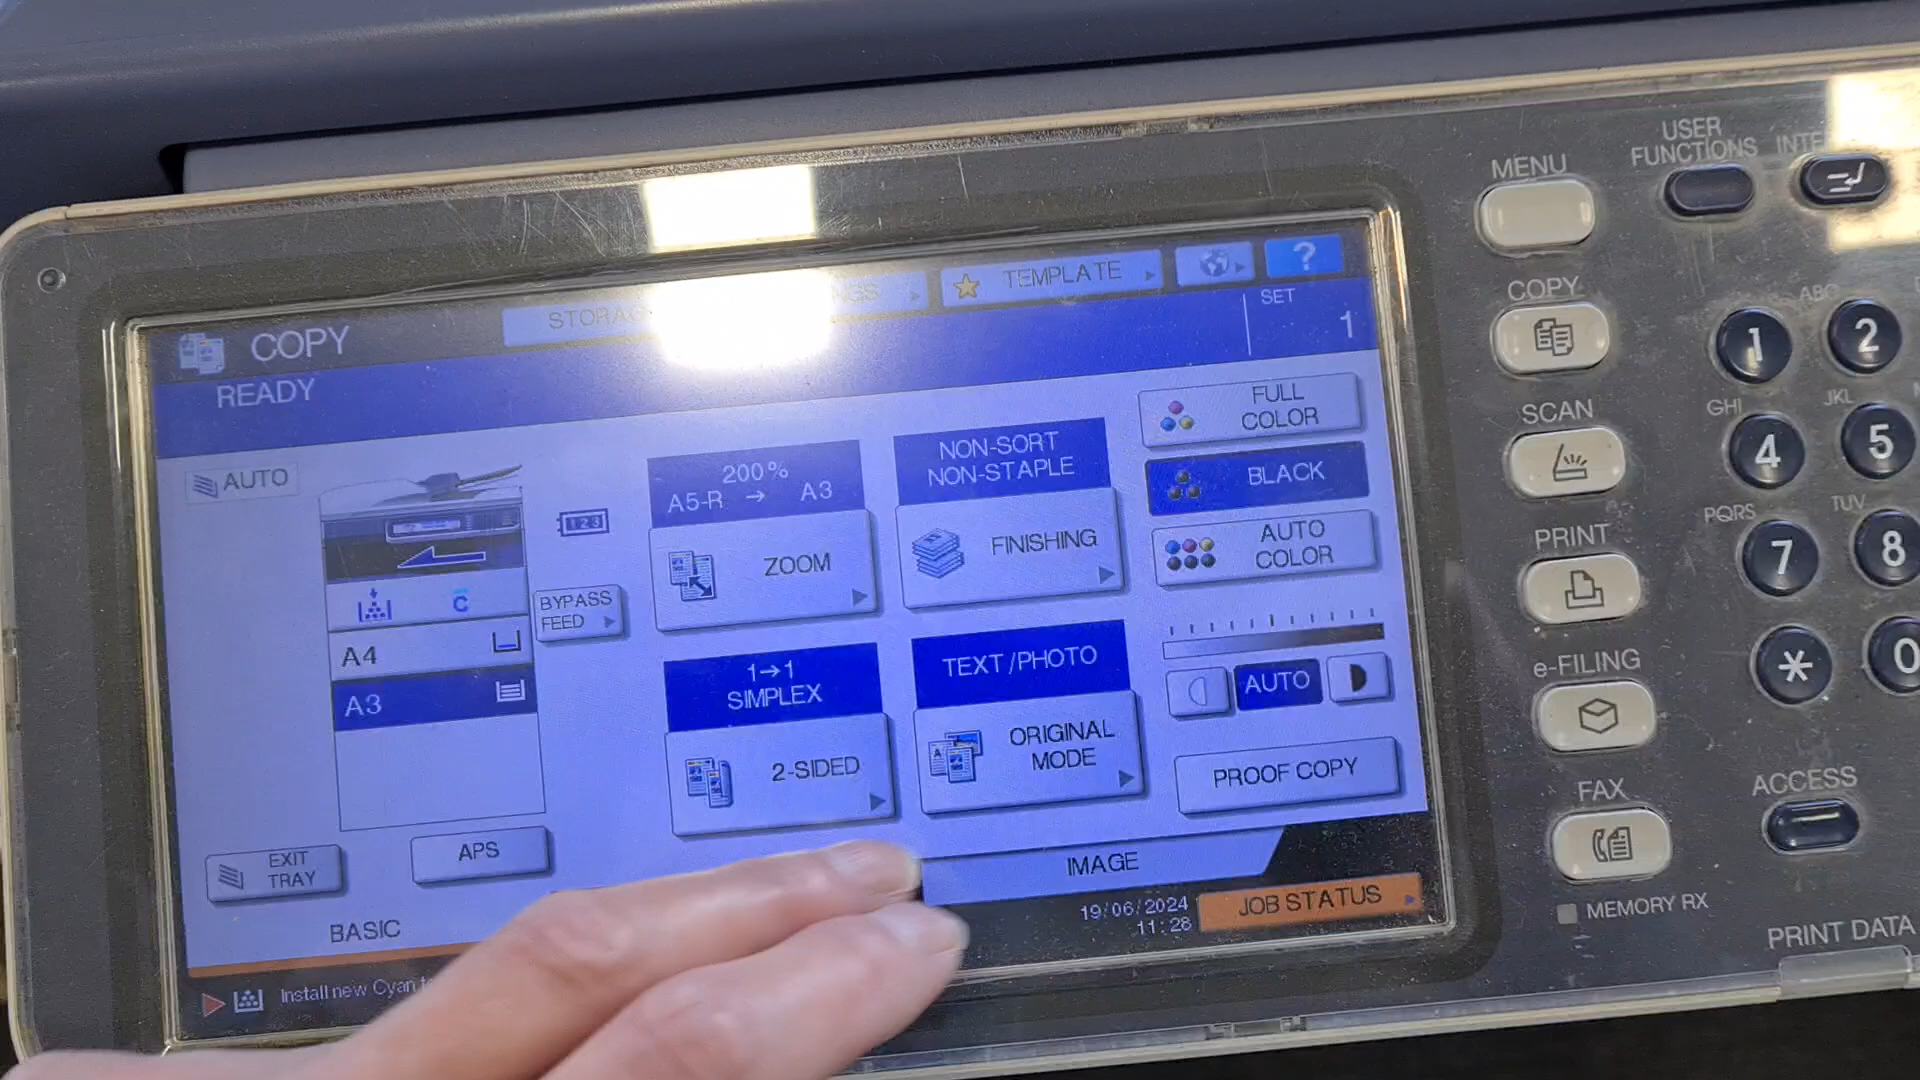 COPY
READY
TEMPLATE
?
SET
1
AUTO
123
C
A4
A3
BYPASS
FEED
EXIT
TRAY
APS
200%
A5-R → A3
ZOOM
NON-SORT
NON-STAPLE
FINISHING
1→1
SIMPLEX
2-SIDED
TEXT/PHOTO
ORIGINAL
MODE
FULL
COLOR
BLACK
AUTO
COLOR
AUTO
PROOF COPY
BASIC
IMAGE
19/06/2024
11:28
JOB STATUS
Install new Cyan
MENU
USER
FUNCTIONS
COPY
SCAN
PRINT
e-FILING
FAX
MEMORY RX
ACCESS
PRINT DATA
ABC
1
2
GHI
JKL
4
5
PQRS
TUV
7
8
*
0